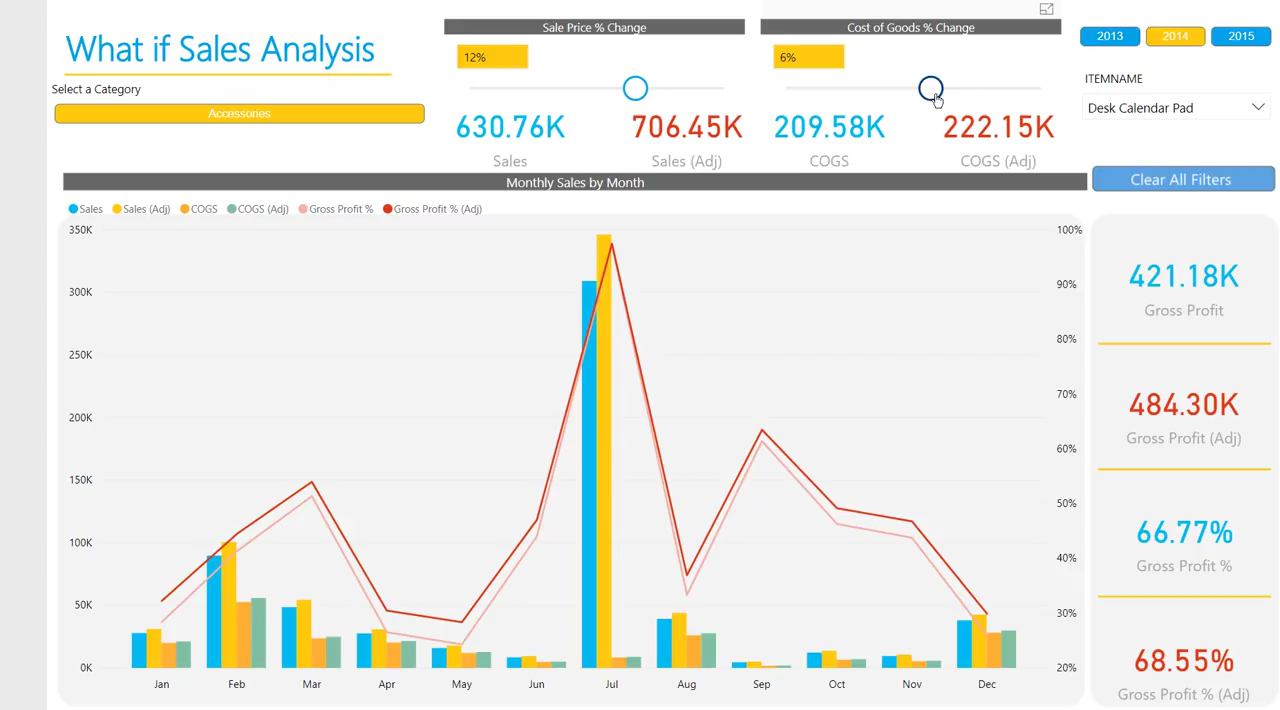 What if Sales Analysis
Select a Category
Accessories
Sale Price % Change
12%
630.76K
706.45K
Sales
Sales (Adj)
Cost of Goods % Change
6%
209.58K
222.15K
COGS
COGS (Adj)
2013
2014
2015
ITEMNAME
Desk Calendar Pad
Clear All Filters
Monthly Sales by Month
Sales Sales (Adj) COGS COGS (Adj) Gross Profit % Gross Profit % (Adj)
350K
300K
250K
200K
150K
100K
50K
0K
100%
90%
80%
70%
60%
50%
40%
30%
20%
Jan Feb Mar Apr May Jun Jul Aug Sep Oct Nov Dec
421.18K
Gross Profit
484.30K
Gross Profit (Adj)
66.77%
Gross Profit %
68.55%
Gross Profit % (Adj)